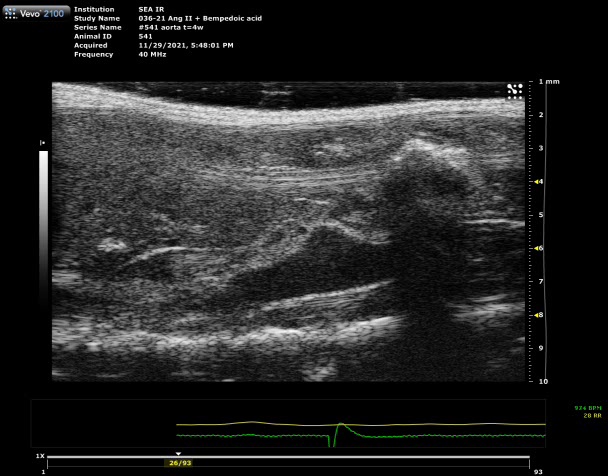 Vevo 2100
Institution SEA IR
Study Name 036-21 Ang II + Bempedoic acid
Series Name #541 aorta t=4w
Animal ID 541
Acquired 11/29/2021, 5:48:01 PM
Frequency 40 MHz
1 mm
2
3
4
5
6
7
8
9
10
974 BPM
28 RR
1X
26/93
1
93